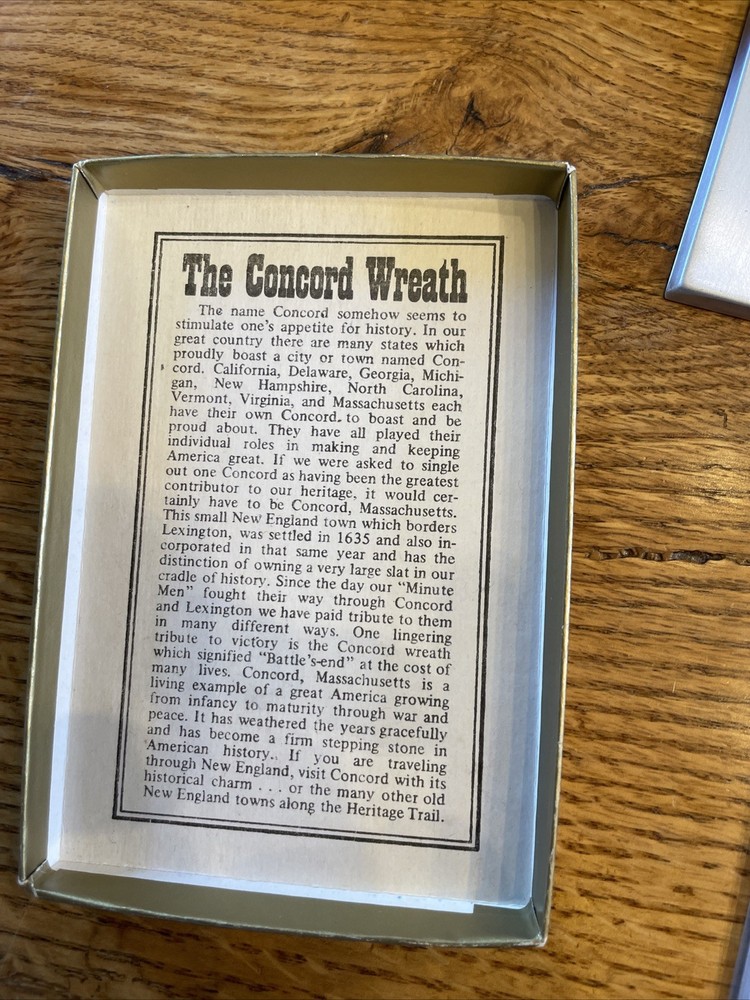 The Concord Wreath
The name Concord somehow seems to
stimulate one's appetite for history. In our
great country there are many states which
proudly boast a city or town named Con-
cord. California, Delaware, Georgia, Michi-
gan, New Hampshire, North Carolina,
Vermont, Virginia, and Massachusetts each
have their own Concord to boast and be
proud about. They have all played their
individual roles in making and keeping
America great. If we were asked to single
out one Concord as having been the greatest
contributor to our heritage, it would cer-
tainly have to be Concord, Massachusetts.
This small New England town which borders
Lexington, was settled in 1635 and also in-
corporated in that same year and has the
distinction of owning a very large slat in our
cradle of history. Since the day our "Minute
Men" fought their way through Concord
and Lexington we have paid tribute to them
in many different ways. One lingering
tribute to victory is the Concord wreath
which signified "Battle's-end" at the cost of
many lives. Concord, Massachusetts is a
living example of a great America growing
from infancy to maturity through war and
peace. It has weathered the years gracefully
and has become a firm stepping stone in
American history. If you are traveling
through New England, visit Concord with its
historical charm . . . or the many other old
New England towns along the Heritage Trail.